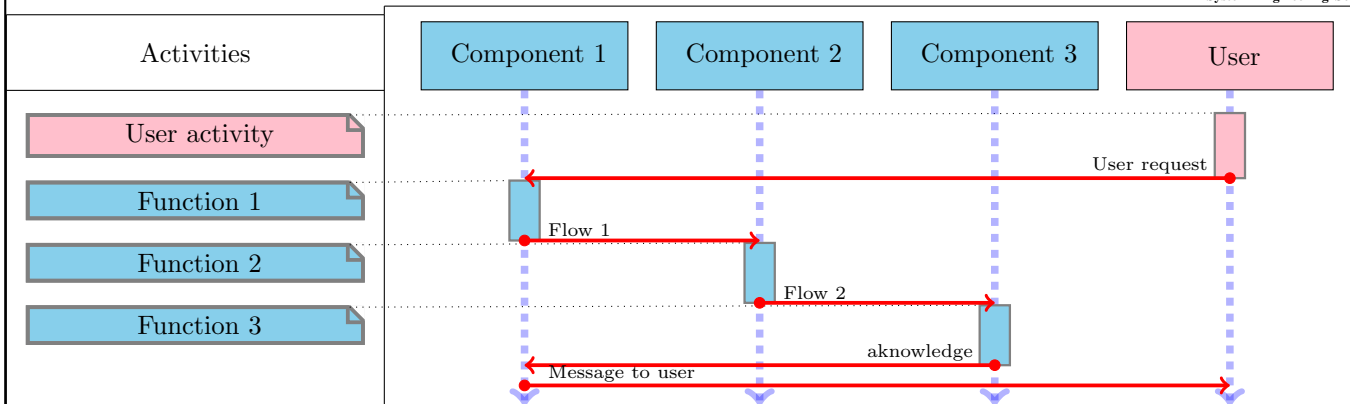 Activities
Component 1
Component 2
Component 3
User
User activity
User request
Function 1
Flow 1
Function 2
Flow 2
Function 3
aknowledge
Message to user